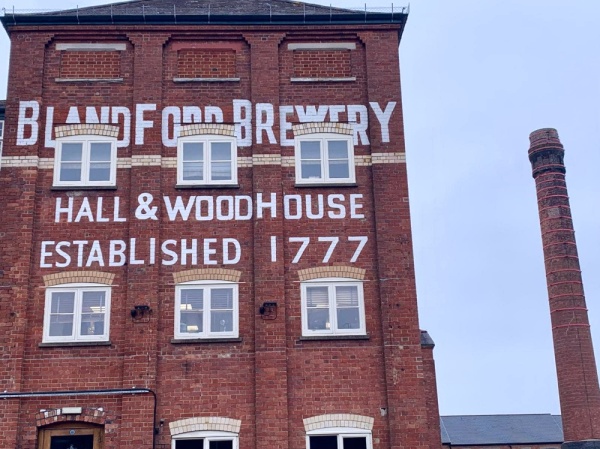 BLANDFORD BREWERY
HALL & WOODHOUSE
ESTABLISHED 1777